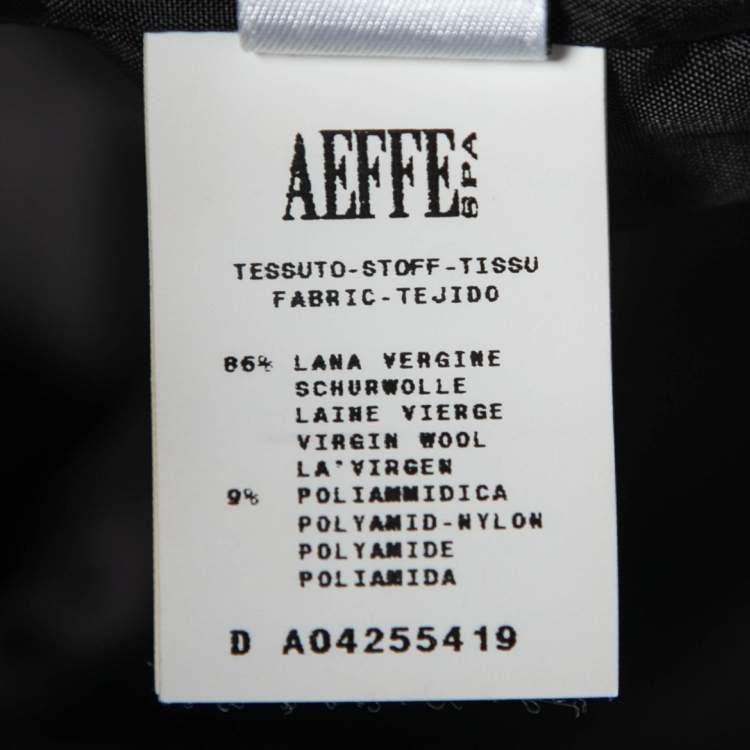 AEFFE SPA
TESSUTO-STOFF-TISSU
FABRIC-TEJIDO
86% LANA VERGINE
SCHURWOLLE
LAINE VIERGE
VIRGIN WOOL
LA'VIRGEN
9% POLIAMMIDICA
POLYAMID-NYLON
POLYAMIDE
POLIAMIDA
D A04255419